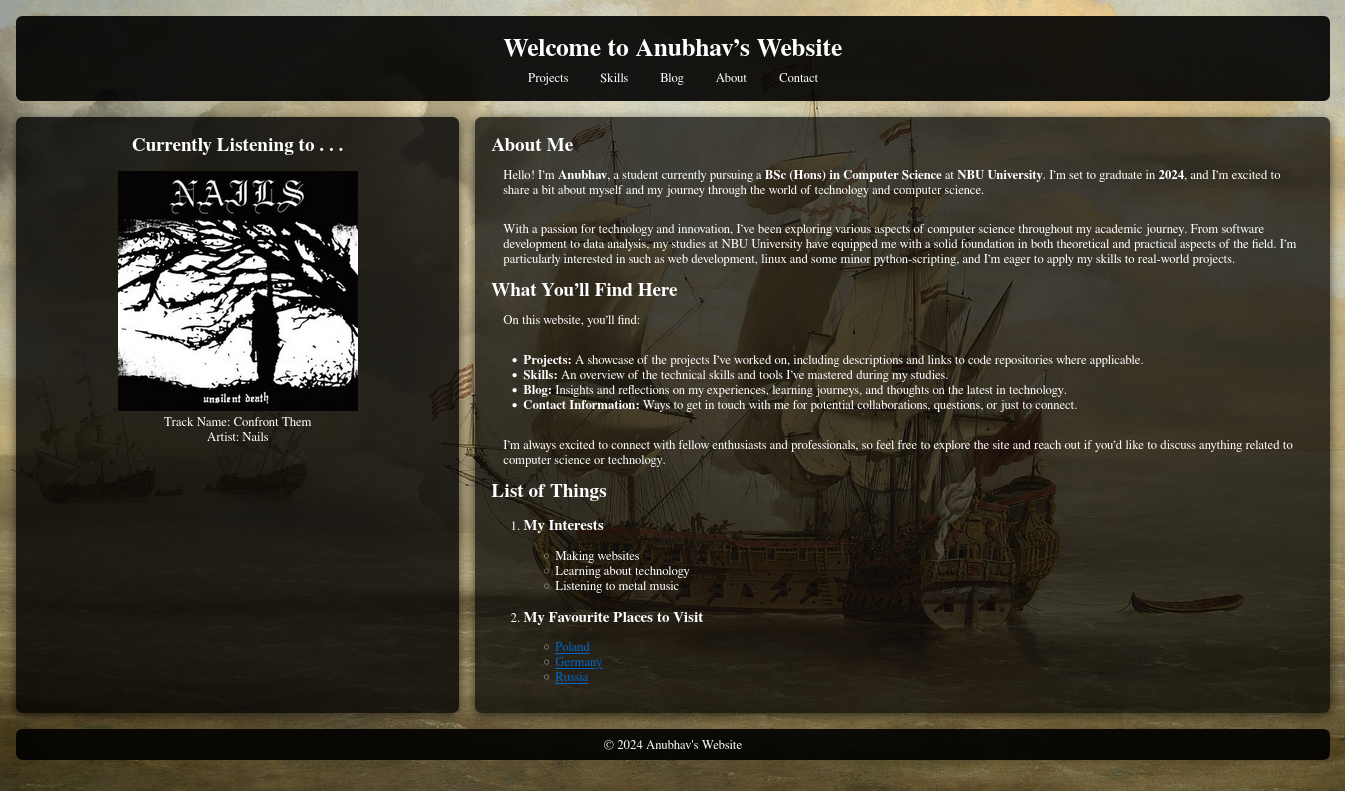 Welcome to Anubhav’s Website
Projects Skills Blog About Contact
Currently Listening to . . .
NAILS
unsilent death
Track Name: Confront Them
Artist: Nails
About Me
Hello! I'm Anubhav, a student currently pursuing a BSc (Hons) in Computer Science at NBU University. I'm set to graduate in 2024, and I'm excited to
share a bit about myself and my journey through the world of technology and computer science.
With a passion for technology and innovation, I’ve been exploring various aspects of computer science throughout my academic journey. From software
development to data analysis, my studies at NBU University have equipped me with a solid foundation in both theoretical and practical aspects of the field. I'm
particularly interested in such as web development, linux and some minor python-scripting, and I'm eager to apply my skills to real-world projects.
What You’ll Find Here
On this website, you’ll find:
• Projects: A showcase of the projects I've worked on, including descriptions and links to code repositories where applicable.
• Skills: An overview of the technical skills and tools I've mastered during my studies.
• Blog: Insights and reflections on my experiences, learning journeys, and thoughts on the latest in technology.
• Contact Information: Ways to get in touch with me for potential collaborations, questions, or just to connect.
I'm always excited to connect with fellow enthusiasts and professionals, so feel free to explore the site and reach out if you’d like to discuss anything related to
computer science or technology.
List of Things
1. My Interests
○ Making websites
○ Learning about technology
○ Listening to metal music
2. My Favourite Places to Visit
○ Poland
○ Germany
○ Russia
© 2024 Anubhav's Website